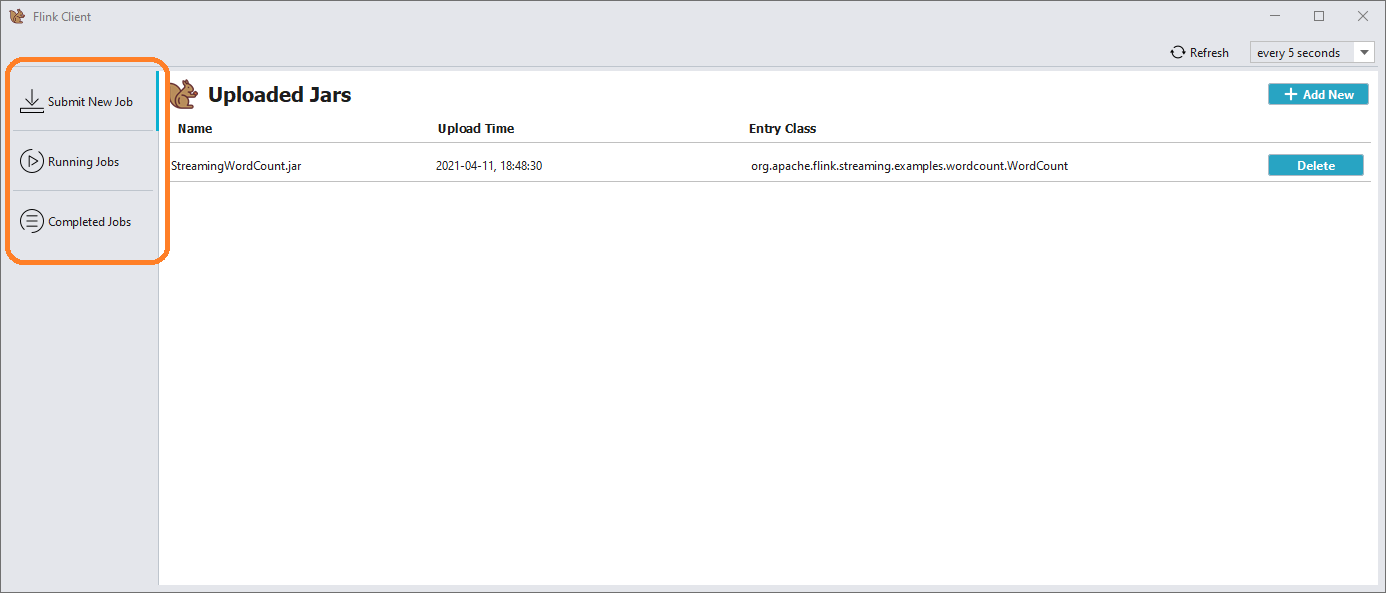 Flink Client
Refresh every 5 seconds
Submit New Job
Running Jobs
Completed Jobs
Uploaded Jars
+ Add New
Name Upload Time Entry Class
StreamingWordCount.jar 2021-04-11, 18:48:30 org.apache.flink.streaming.examples.wordcount.WordCount Delete